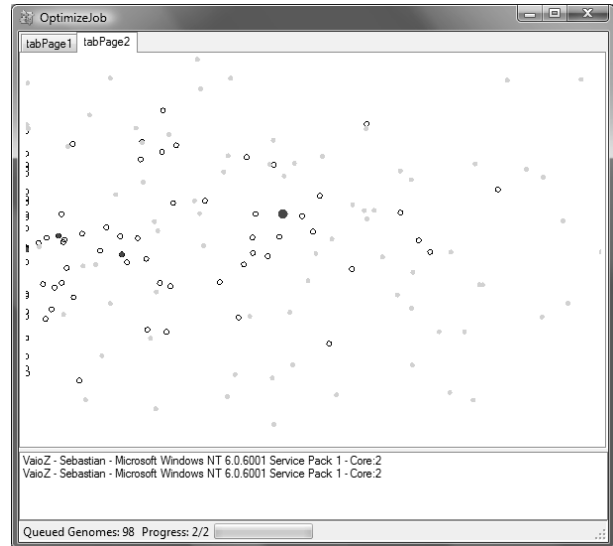 OptimizeJob
tabPage1 tabPage2
VaioZ - Sebastian - Microsoft Windows NT 6.0.6001 Service Pack 1 - Core:2
VaioZ - Sebastian - Microsoft Windows NT 6.0.6001 Service Pack 1 - Core:2
Queued Genomes: 98 Progress: 2/2